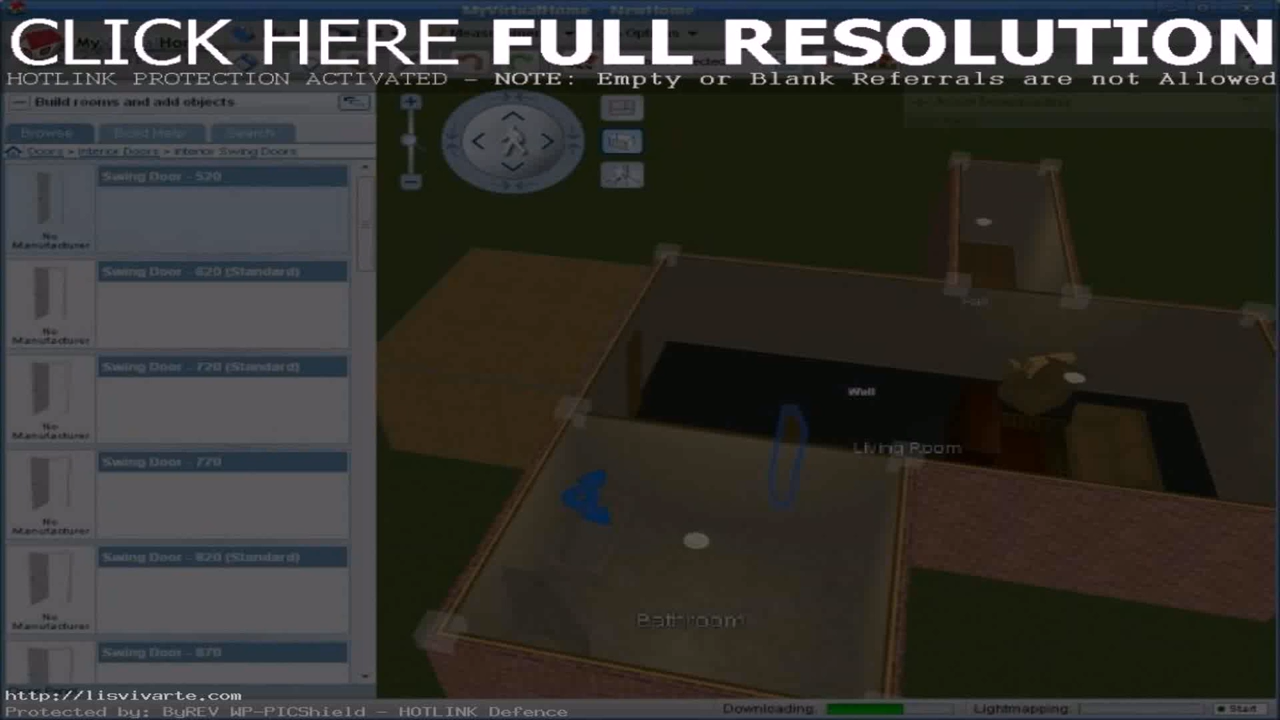 MyVirtualHome - NewHome
CLICK HERE FULL RESOLUTION
HOTLINK PROTECTION ACTIVATED - NOTE: Empty or Blank Referrals are not Allowed
Build rooms and add objects
Browse Build Help Search
Doors > Interior Doors > Interior Swing Doors
Swing Door - 520
No Manufacturer
Swing Door - 620 (Standard)
No Manufacturer
Swing Door - 720 (Standard)
No Manufacturer
Swing Door - 770
No Manufacturer
Swing Door - 820 (Standard)
No Manufacturer
Swing Door - 870
Hall
Wall
Living Room
Bathroom
http://lisvivarte.com
Protected by: ByREV WP-PICShield - HOTLINK Defence
Downloading: Lightmapping: Start